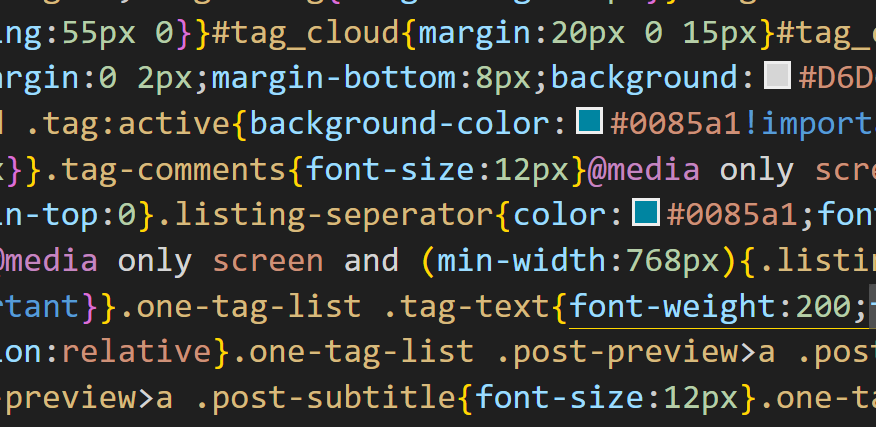 ing:55px 0}}#tag_cloud{margin:20px 0 15px}#tag_
argin:0 2px;margin-bottom:8px;background:#D6D
.tag:active{background-color:#0085a1!import
}}.tag-comments{font-size:12px}@media only scre
in-top:0}.listing-seperator{color:#0085a1;fon
@media only screen and (min-width:768px){.listin
rtant}}.one-tag-list .tag-text{font-weight:200;
ion:relative}.one-tag-list .post-preview>a .pos
-preview>a .post-subtitle{font-size:12px}.one-ta